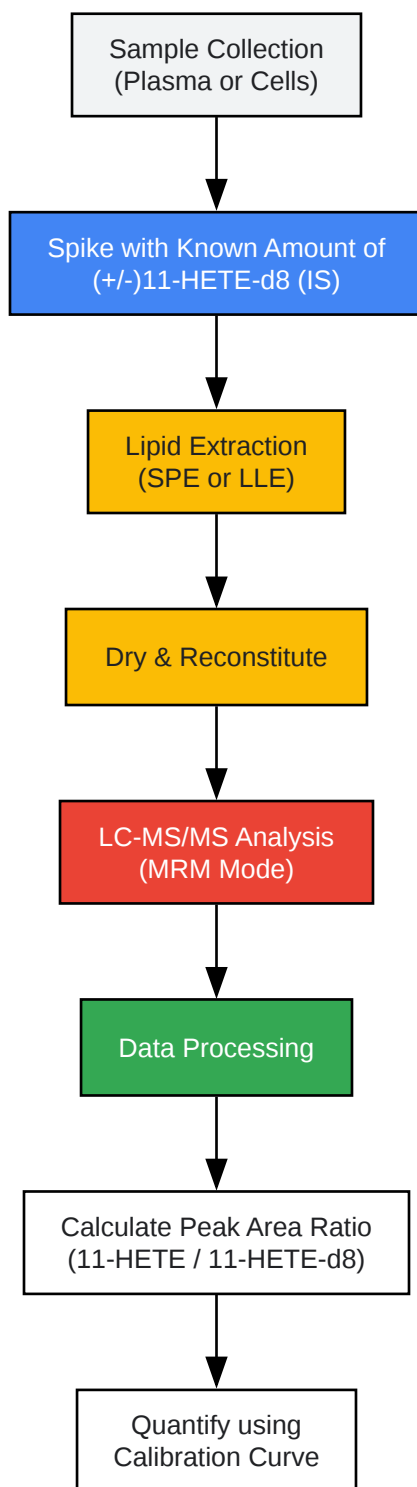 Sample Collection
(Plasma or Cells)
Spike with Known Amount of
(+/-)11-HETE-d8 (IS)
Lipid Extraction
(SPE or LLE)
Dry & Reconstitute
LC-MS/MS Analysis
(MRM Mode)
Data Processing
Calculate Peak Area Ratio
(11-HETE / 11-HETE-d8)
Quantify using
Calibration Curve